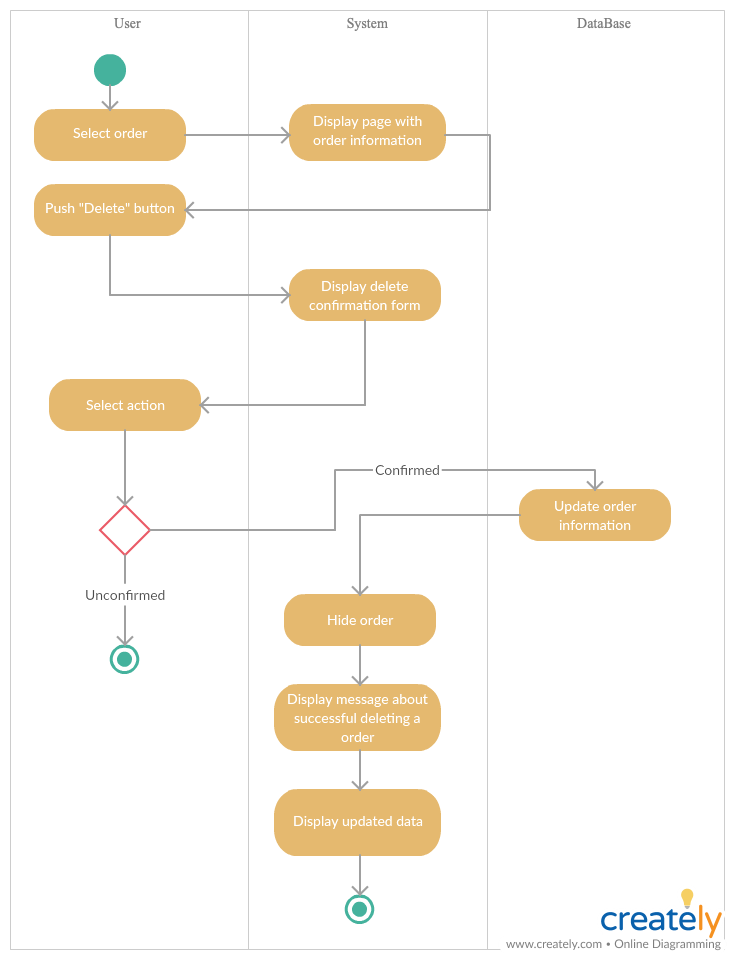 User
System
DataBase
Select order
Display page with
order information
Push "Delete" button
Display delete
confirmation form
Select action
Confirmed
Update order
information
Unconfirmed
Hide order
Display message about
successful deleting a
order
Display updated data
creately
www.creately.com • Online Diagramming